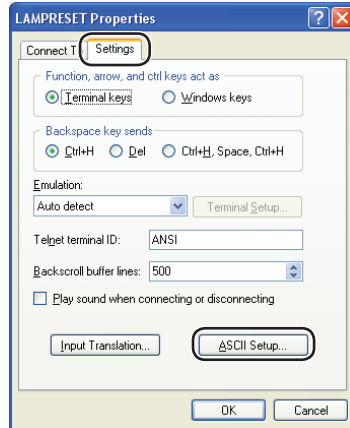 LAMPRESET Properties
Connect T Settings
Function, arrow, and ctrl keys act as
Terminal keys Windows keys
Backspace key sends
Ctrl+H Del Ctrl+H, Space, Ctrl+H
Emulation:
Auto detect Terminal Setup...
Telnet terminal ID: ANSI
Backscroll buffer lines: 500
Play sound when connecting or disconnecting
Input Translation... ASCII Setup...
OK Cancel